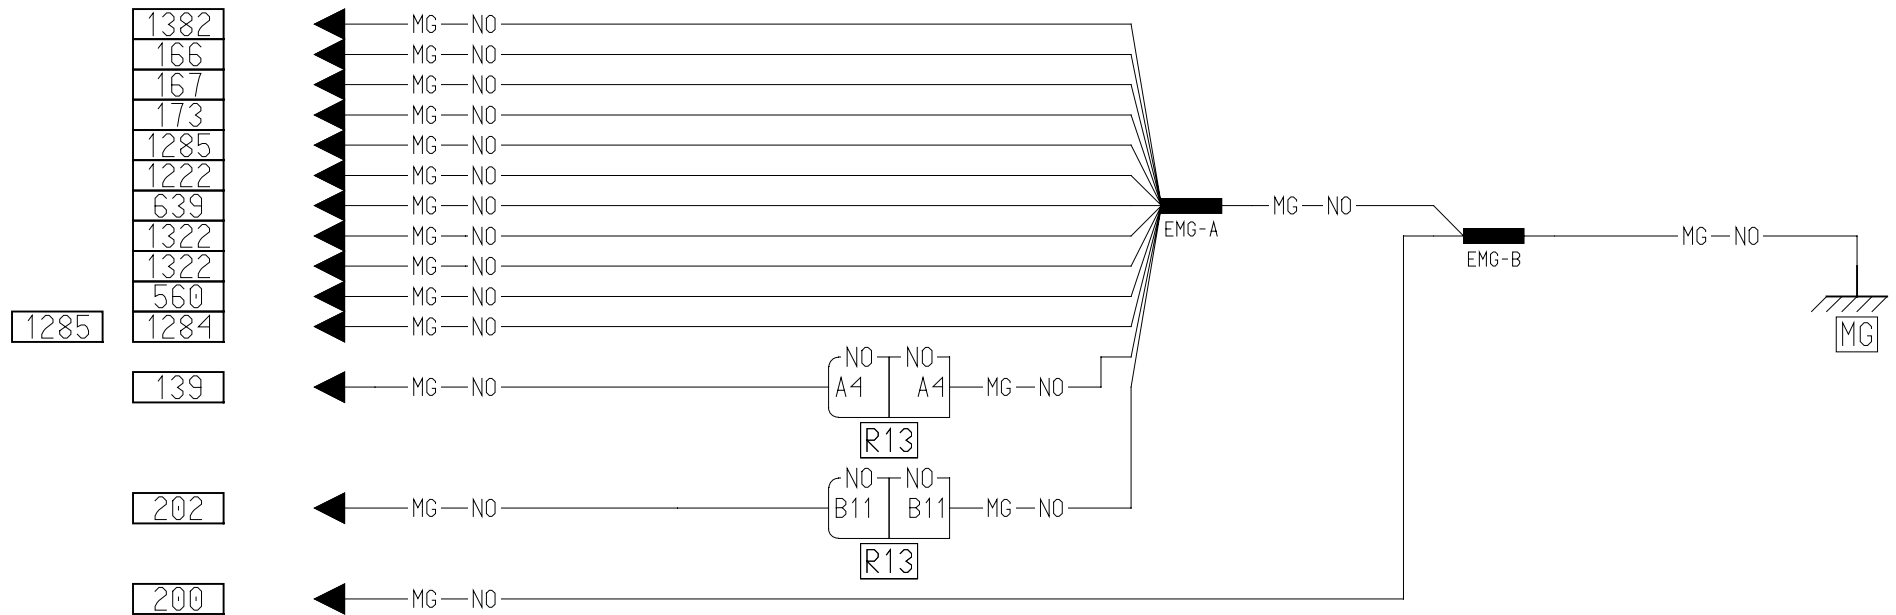 1382 MG NO
166 MG NO
167 MG NO
173 MG NO
1285 MG NO
1222 MG NO
639 MG NO MG NO
1322 MG NO EMG-A MG NO
1322 MG NO EMG-B
560 MG NO
1285 1284 MG NO MG
NO NO
139 MG NO A4 A4 MG NO
R13
NO NO
202 MG NO B11 B11 MG NO
R13
200 MG NO